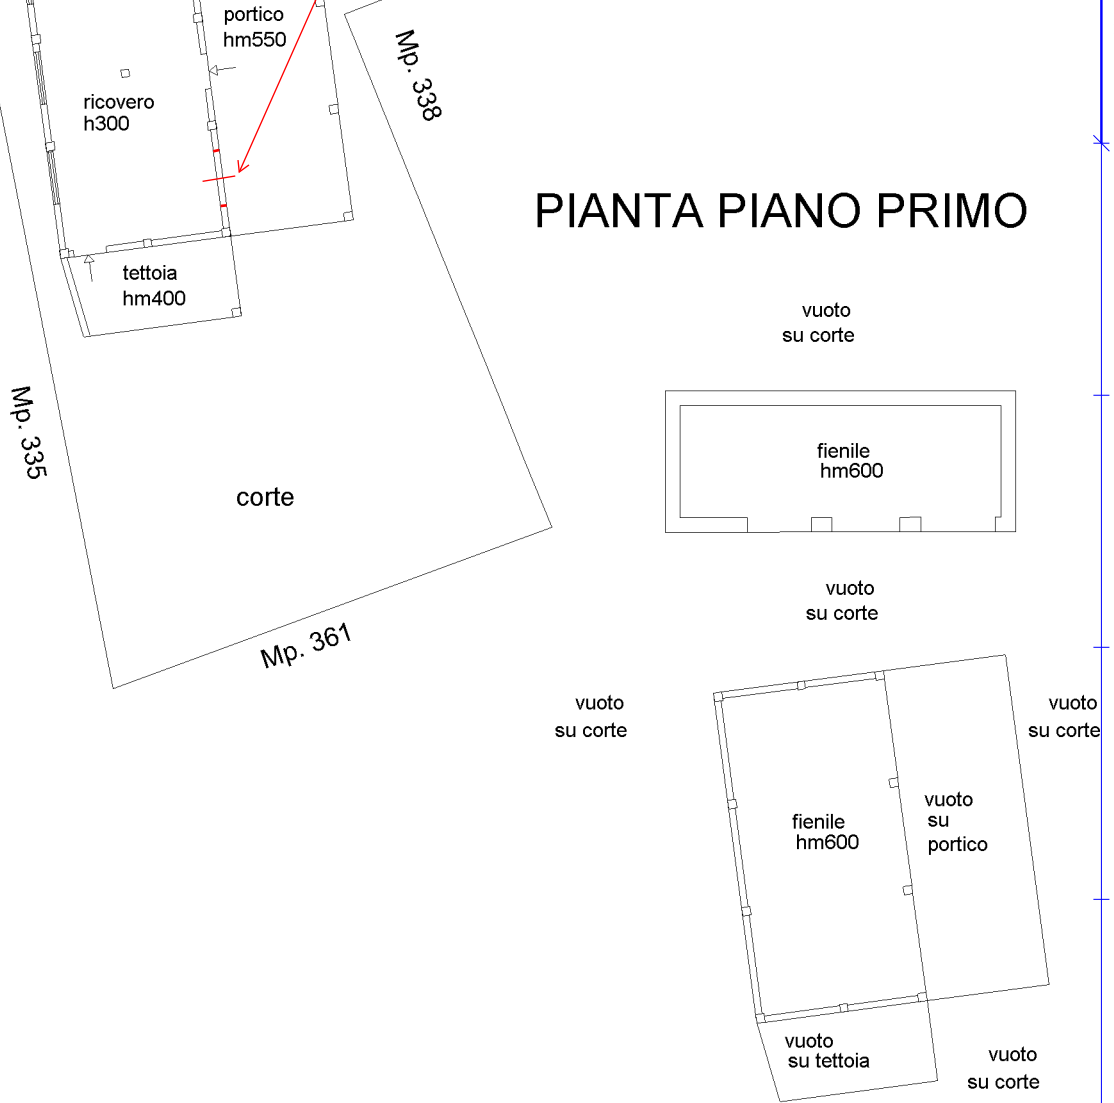 portico
hm550
Mp. 338
ricovero
h300
tettoia
hm400
Mp. 335
corte
Mp. 361
PIANTA PIANO PRIMO
vuoto
su corte
fienile
hm600
vuoto
su corte
vuoto
su corte
vuoto
su corte
fienile
hm600
vuoto
su
portico
vuoto
su tettoia
vuoto
su corte